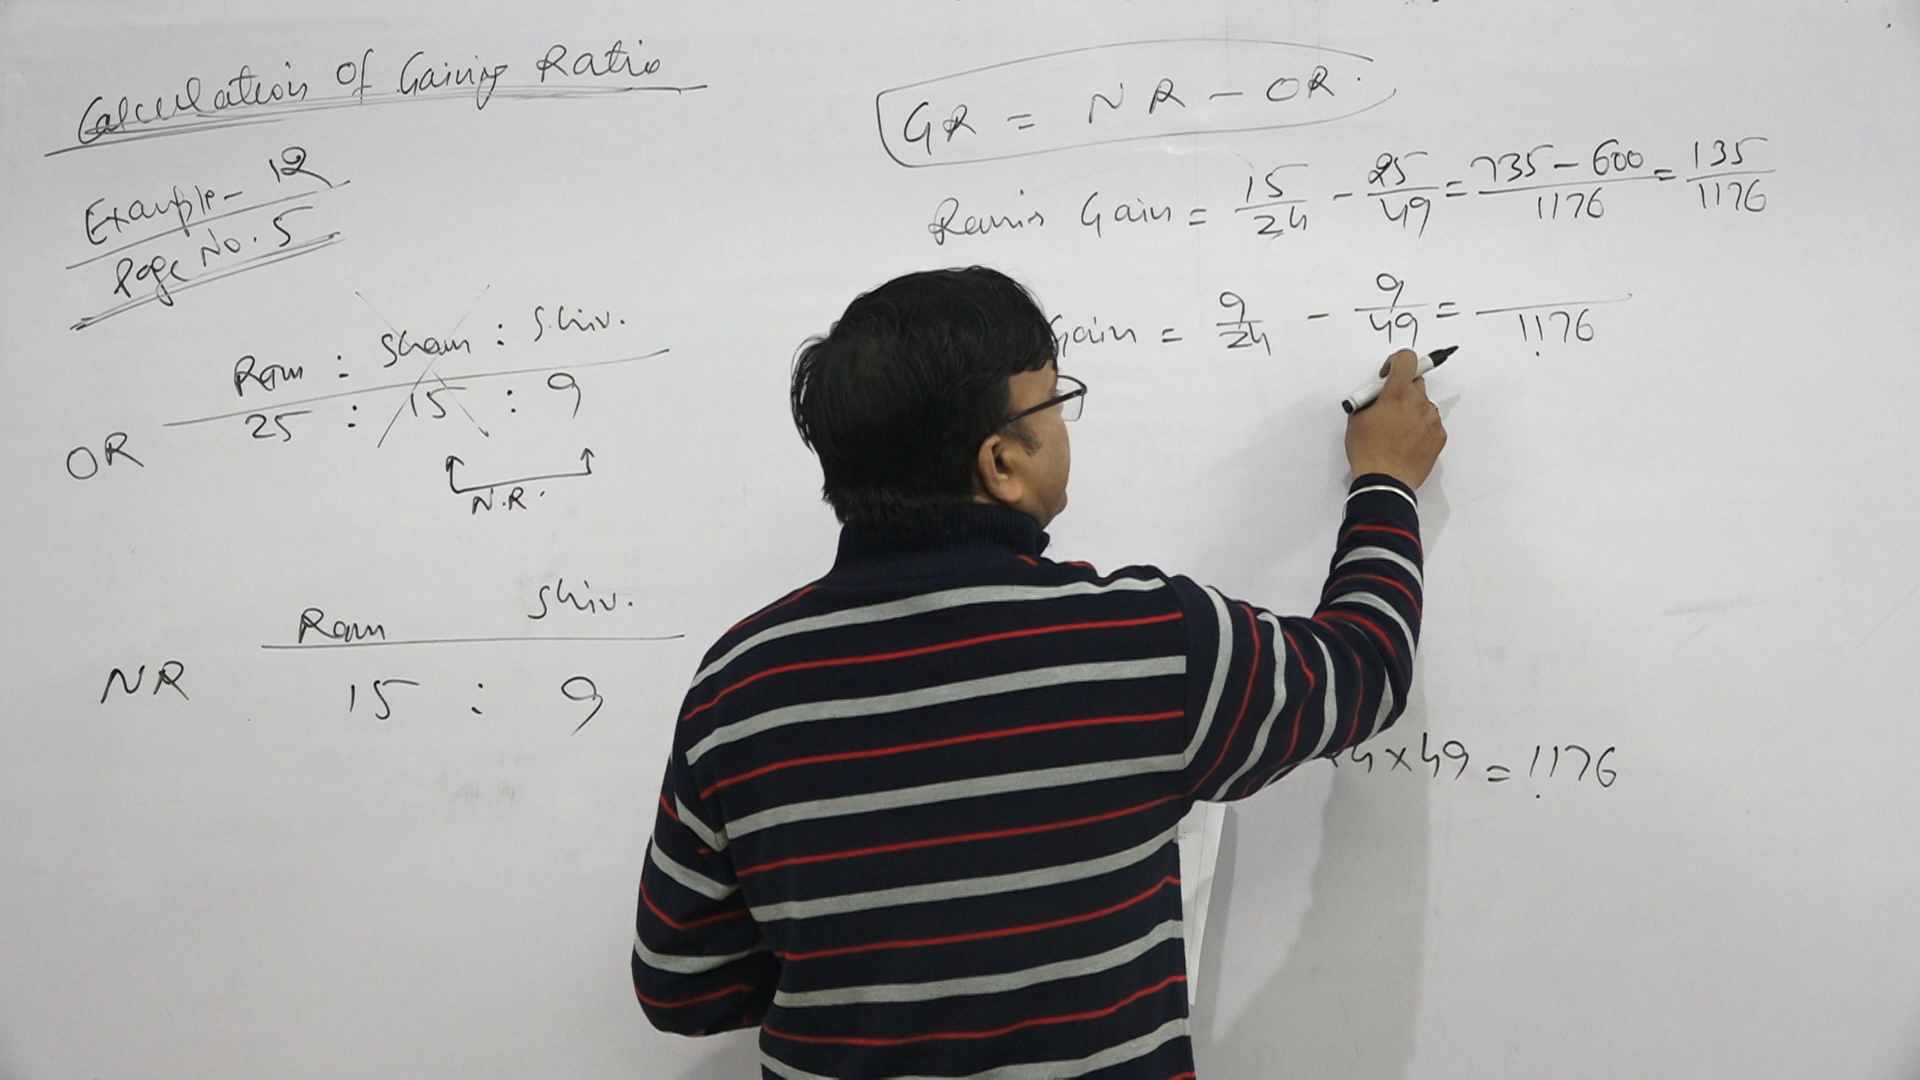 Calculation Of Gaining Ratio
Example - 12
Page No. 5
Ram : Sham : Shiv.
OR 25 : 15 : 9
N.R.
Ram Shiv.
NR 15 : 9
GR = NR - OR.
Ram's Gain = 15/24 - 25/49 = 735 - 600/1176 = 135/1176
Gain = 9/24 - 9/49 = /1176
4 × 49 = 1176